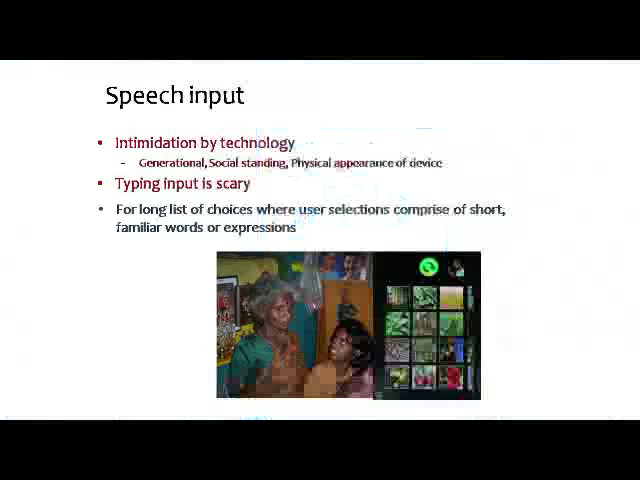 Speech input
• Intimidation by technology
- Generational, Social standing, Physical appearance of device
• Typing input is scary
• For long list of choices where user selections comprise of short,
familiar words or expressions